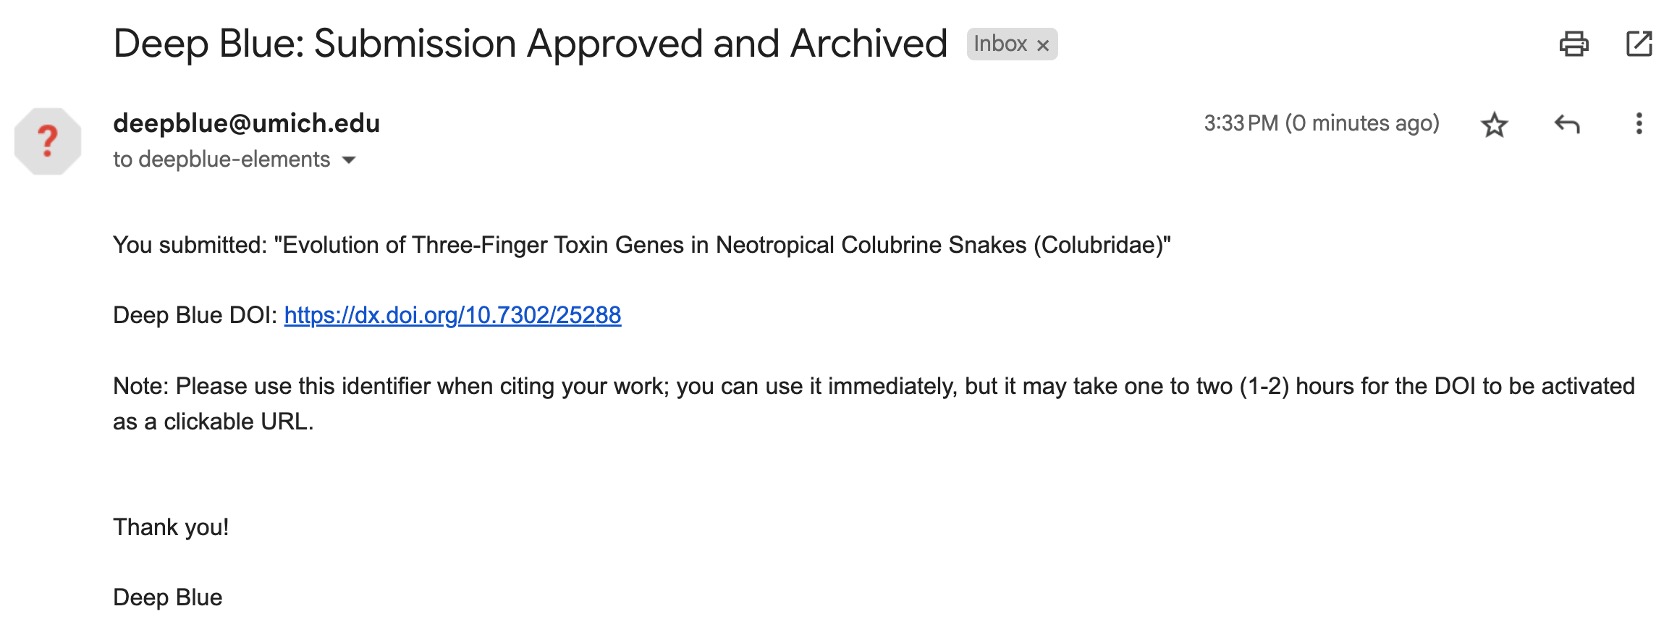 Deep Blue: Submission Approved and Archived Inbox ×
deepblue@umich.edu 3:33 PM (0 minutes ago)
to deepblue-elements
You submitted: "Evolution of Three-Finger Toxin Genes in Neotropical Colubrine Snakes (Colubridae)"
Deep Blue DOI: https://dx.doi.org/10.7302/25288
Note: Please use this identifier when citing your work; you can use it immediately, but it may take one to two (1-2) hours for the DOI to be activated
as a clickable URL.
Thank you!
Deep Blue